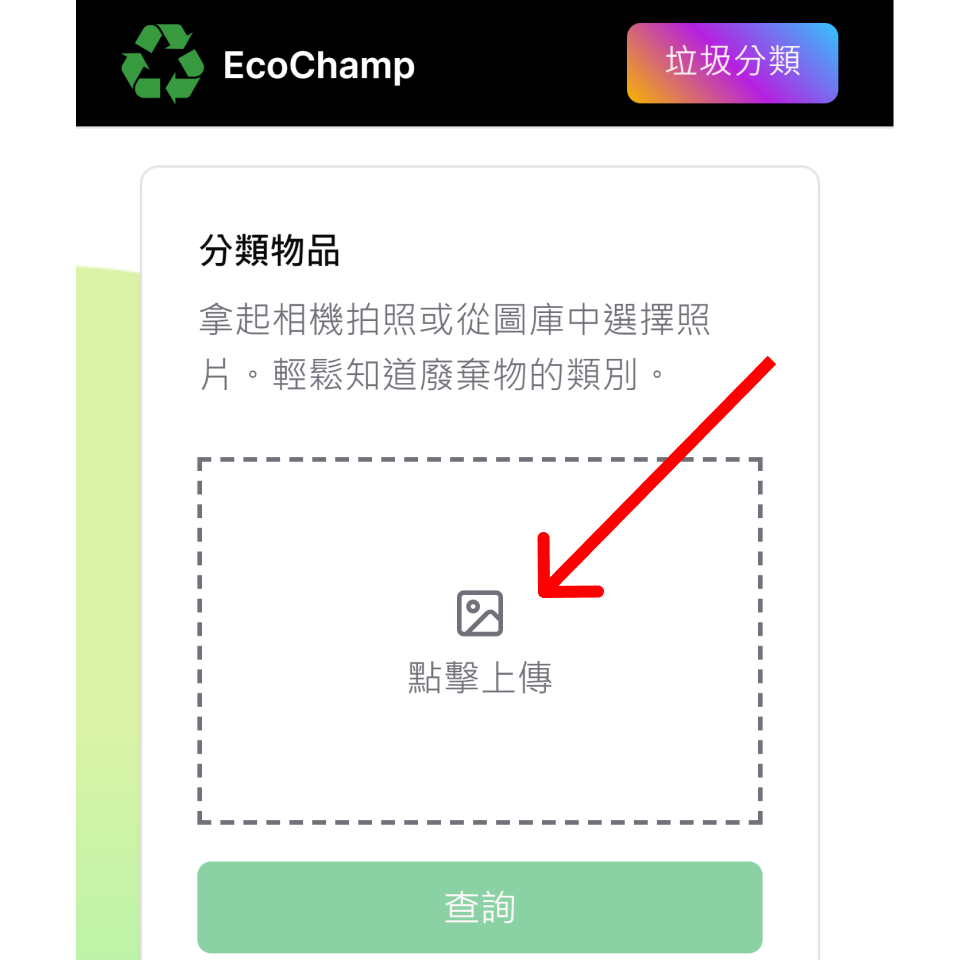 EcoChamp
垃圾分類
分類物品
拿起相機拍照或從圖庫中選擇照
片。輕鬆知道廢棄物的類別。
點擊上傳
查詢